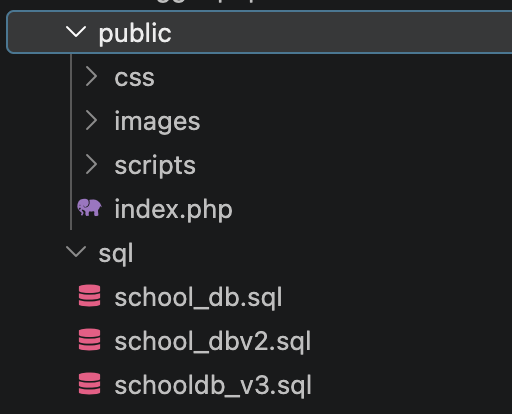 public
css
images
scripts
index.php
sql
school_db.sql
school_dbv2.sql
schooldb_v3.sql